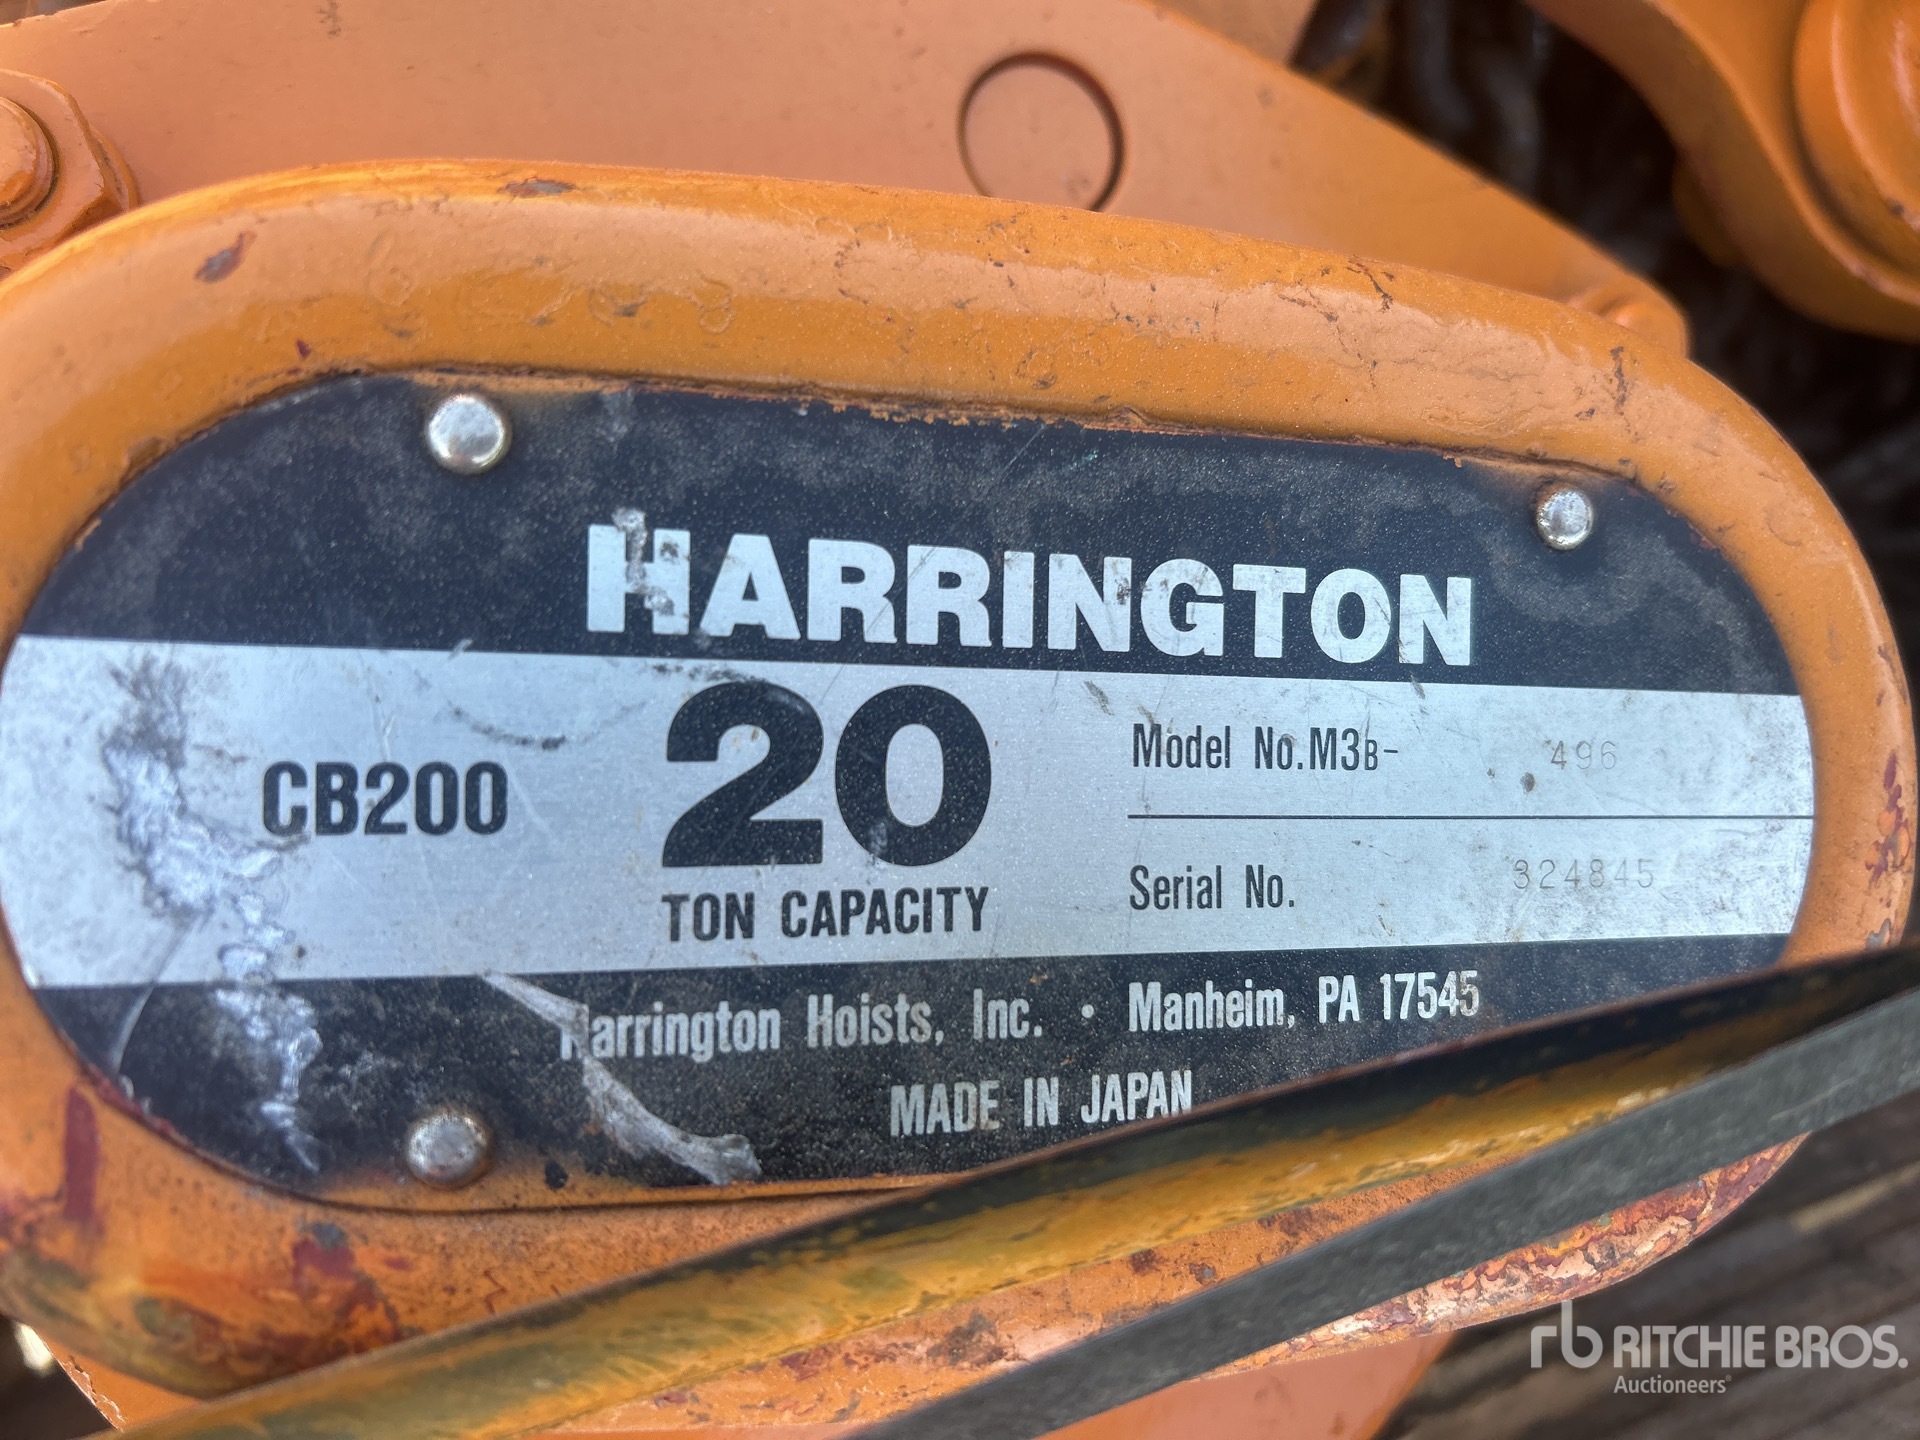 HARRINGTON
CB200
20
TON CAPACITY
Model No. M3B- 496
Serial No. 324845
Harrington Hoists, Inc. • Manheim, PA 17545
MADE IN JAPAN
rb RITCHIE BROS.
Auctioneers